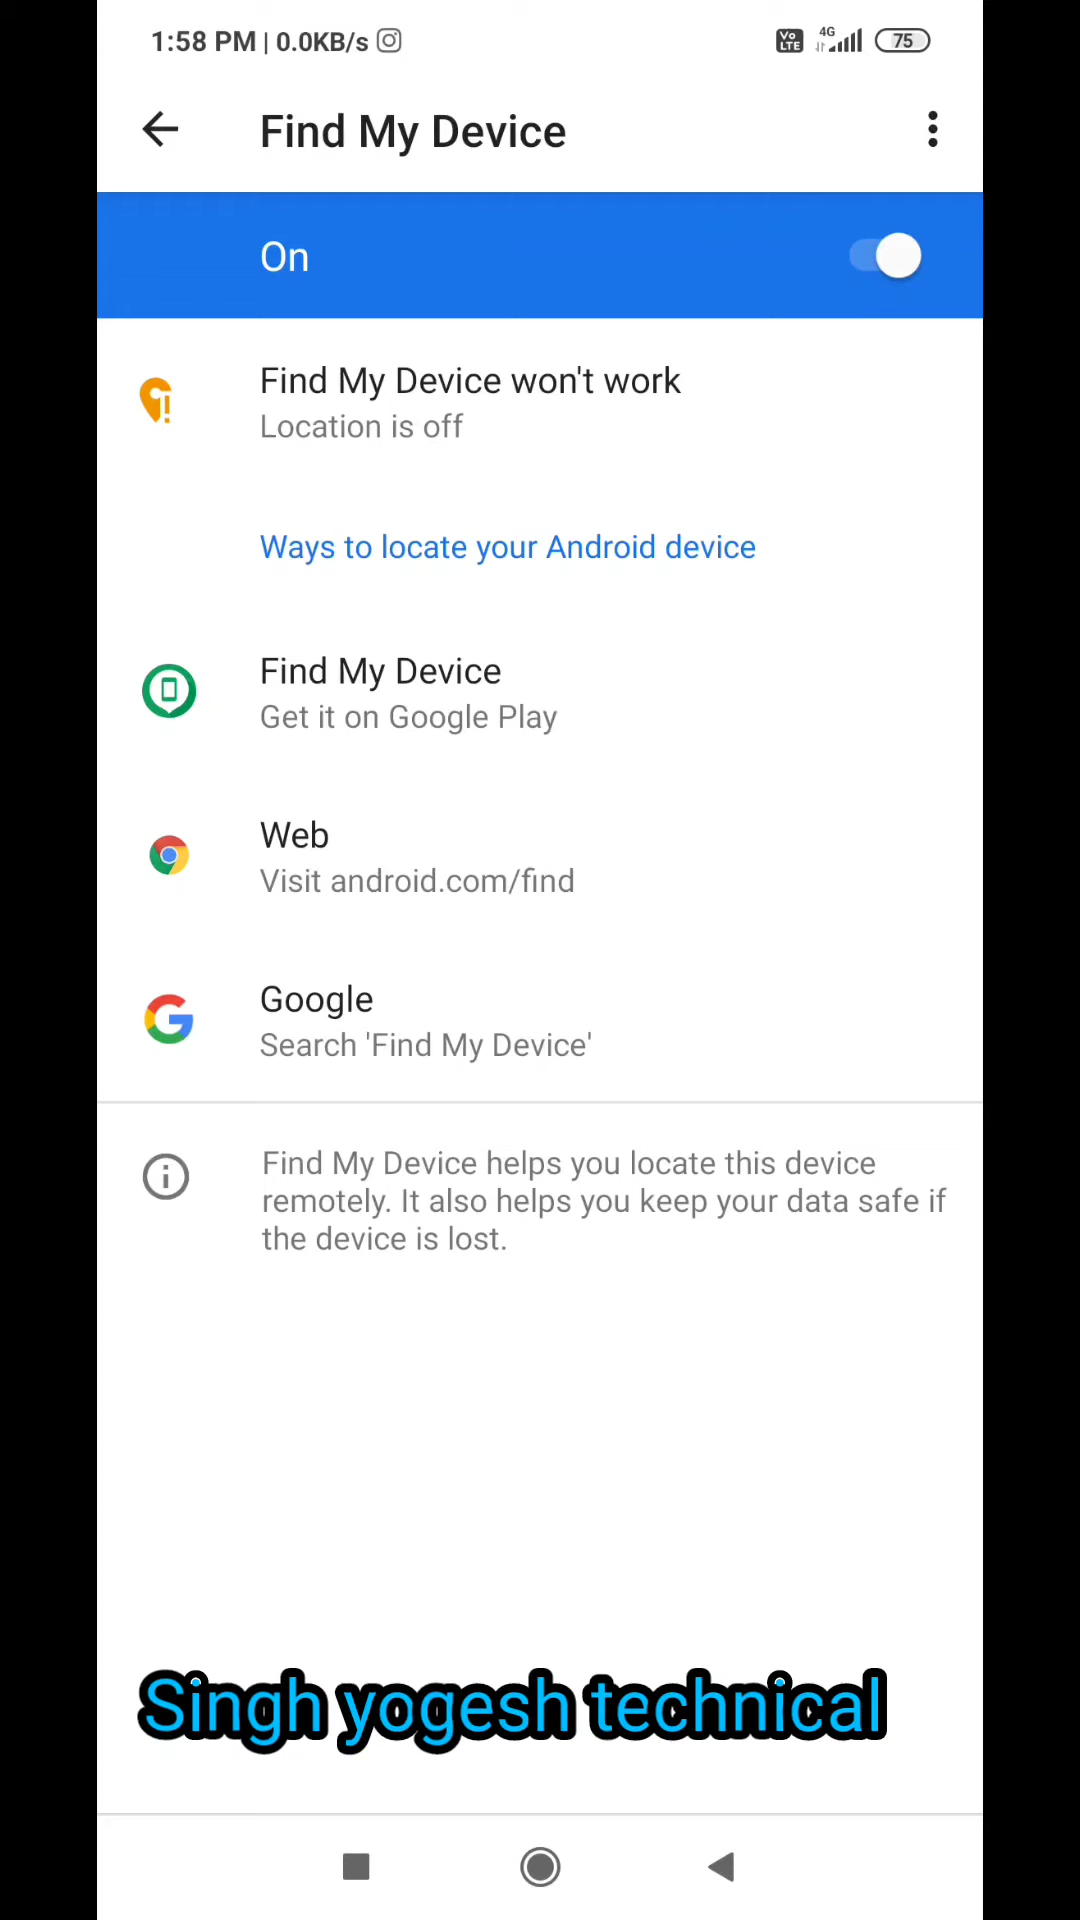 1:58 PM | 0.0KB/s Vo LTE 4G 75
Find My Device
On
Find My Device won't work
Location is off
Ways to locate your Android device
Find My Device
Get it on Google Play
Web
Visit android.com/find
Google
Search 'Find My Device'
Find My Device helps you locate this device
remotely. It also helps you keep your data safe if
the device is lost.
Singh yogesh technical